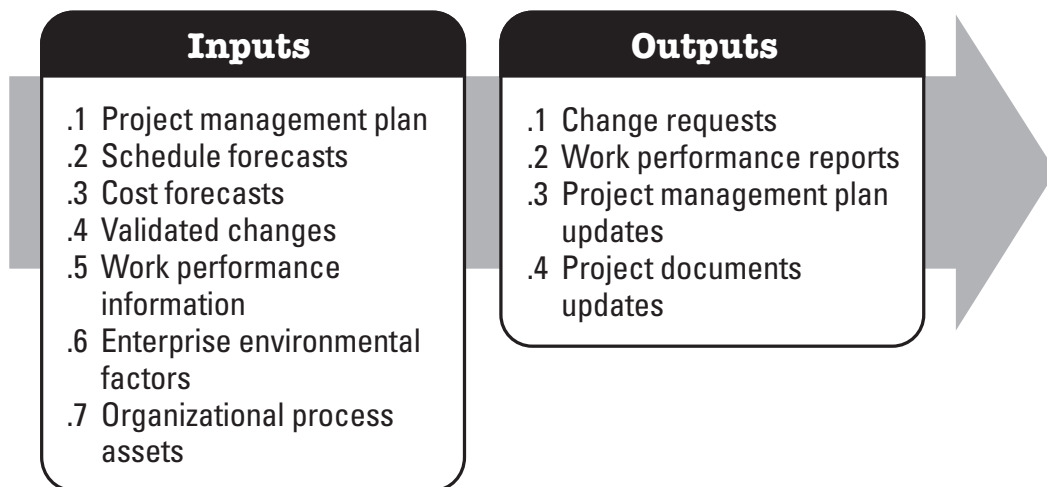 Inputs
.1 Project management plan
.2 Schedule forecasts
.3 Cost forecasts
.4 Validated changes
.5 Work performance
information
.6 Enterprise environmental
factors
.7 Organizational process
assets
Outputs
.1 Change requests
.2 Work performance reports
.3 Project management plan
updates
.4 Project documents
updates